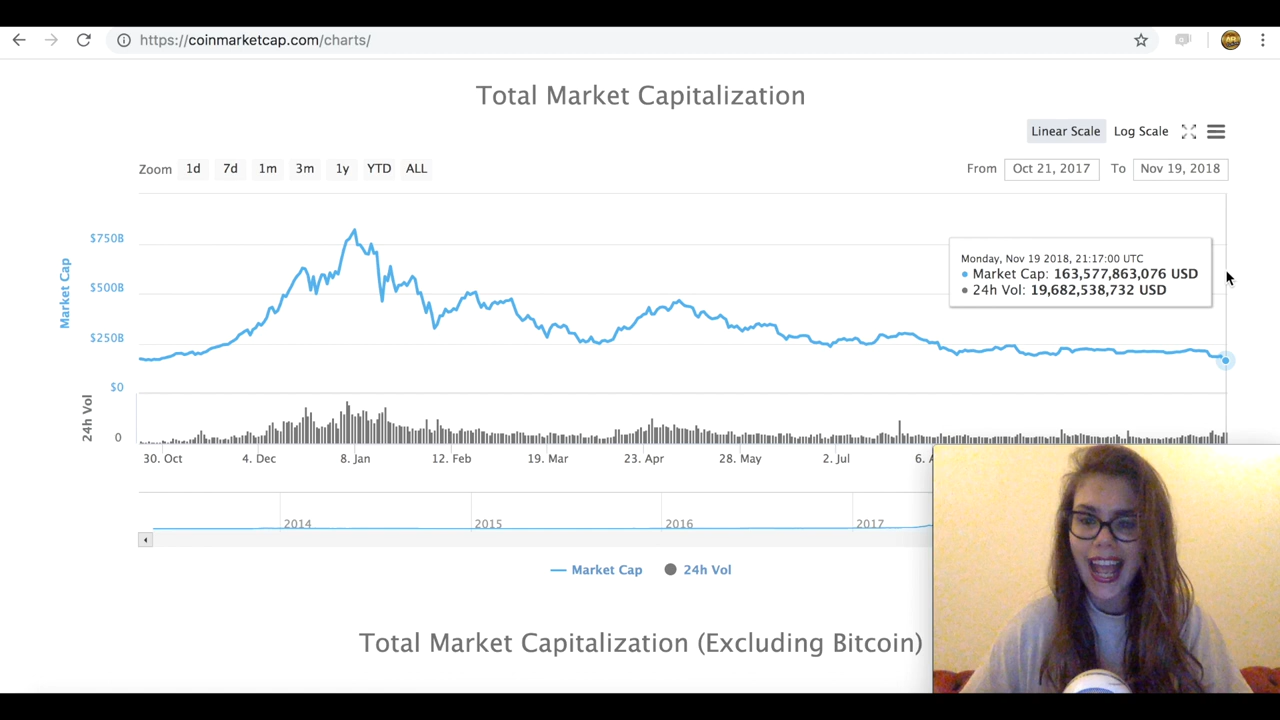 https://coinmarketcap.com/charts/
Total Market Capitalization
Linear Scale Log Scale
Zoom 1d 7d 1m 3m 1y YTD ALL From Oct 21, 2017 To Nov 19, 2018
$750B
$500B
$250B
$0
Market Cap
Monday, Nov 19 2018, 21:17:00 UTC
Market Cap: 163,577,863,076 USD
24h Vol: 19,682,538,732 USD
24h Vol
0
30. Oct 4. Dec 8. Jan 12. Feb 19. Mar 23. Apr 28. May 2. Jul 6.
2014 2015 2016 2017
Market Cap 24h Vol
Total Market Capitalization (Excluding Bitcoin)